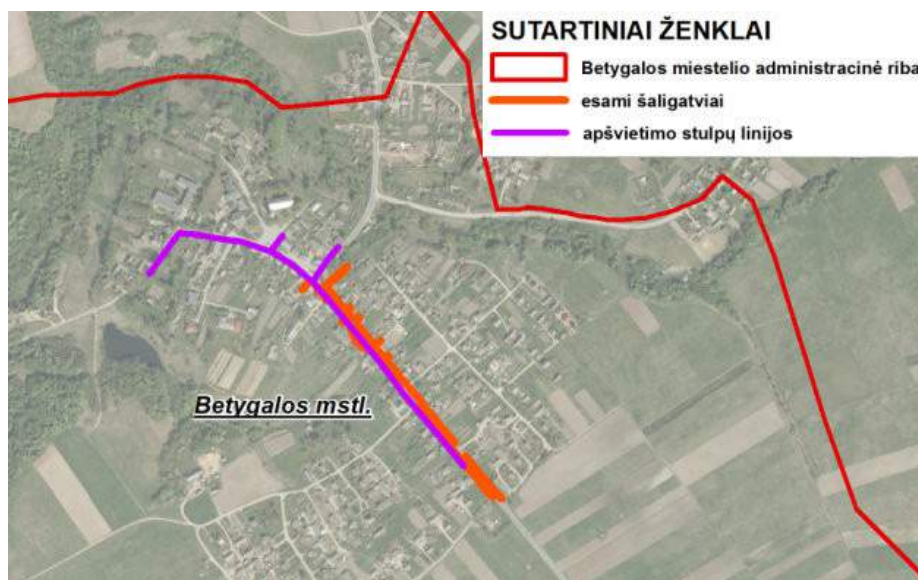 SUTARTINIAI ŽENKLAI
Betygalos miestelio administracinė riba
esami šaligatviai
apšvietimo stulpų linijos
Betygalos mstl.